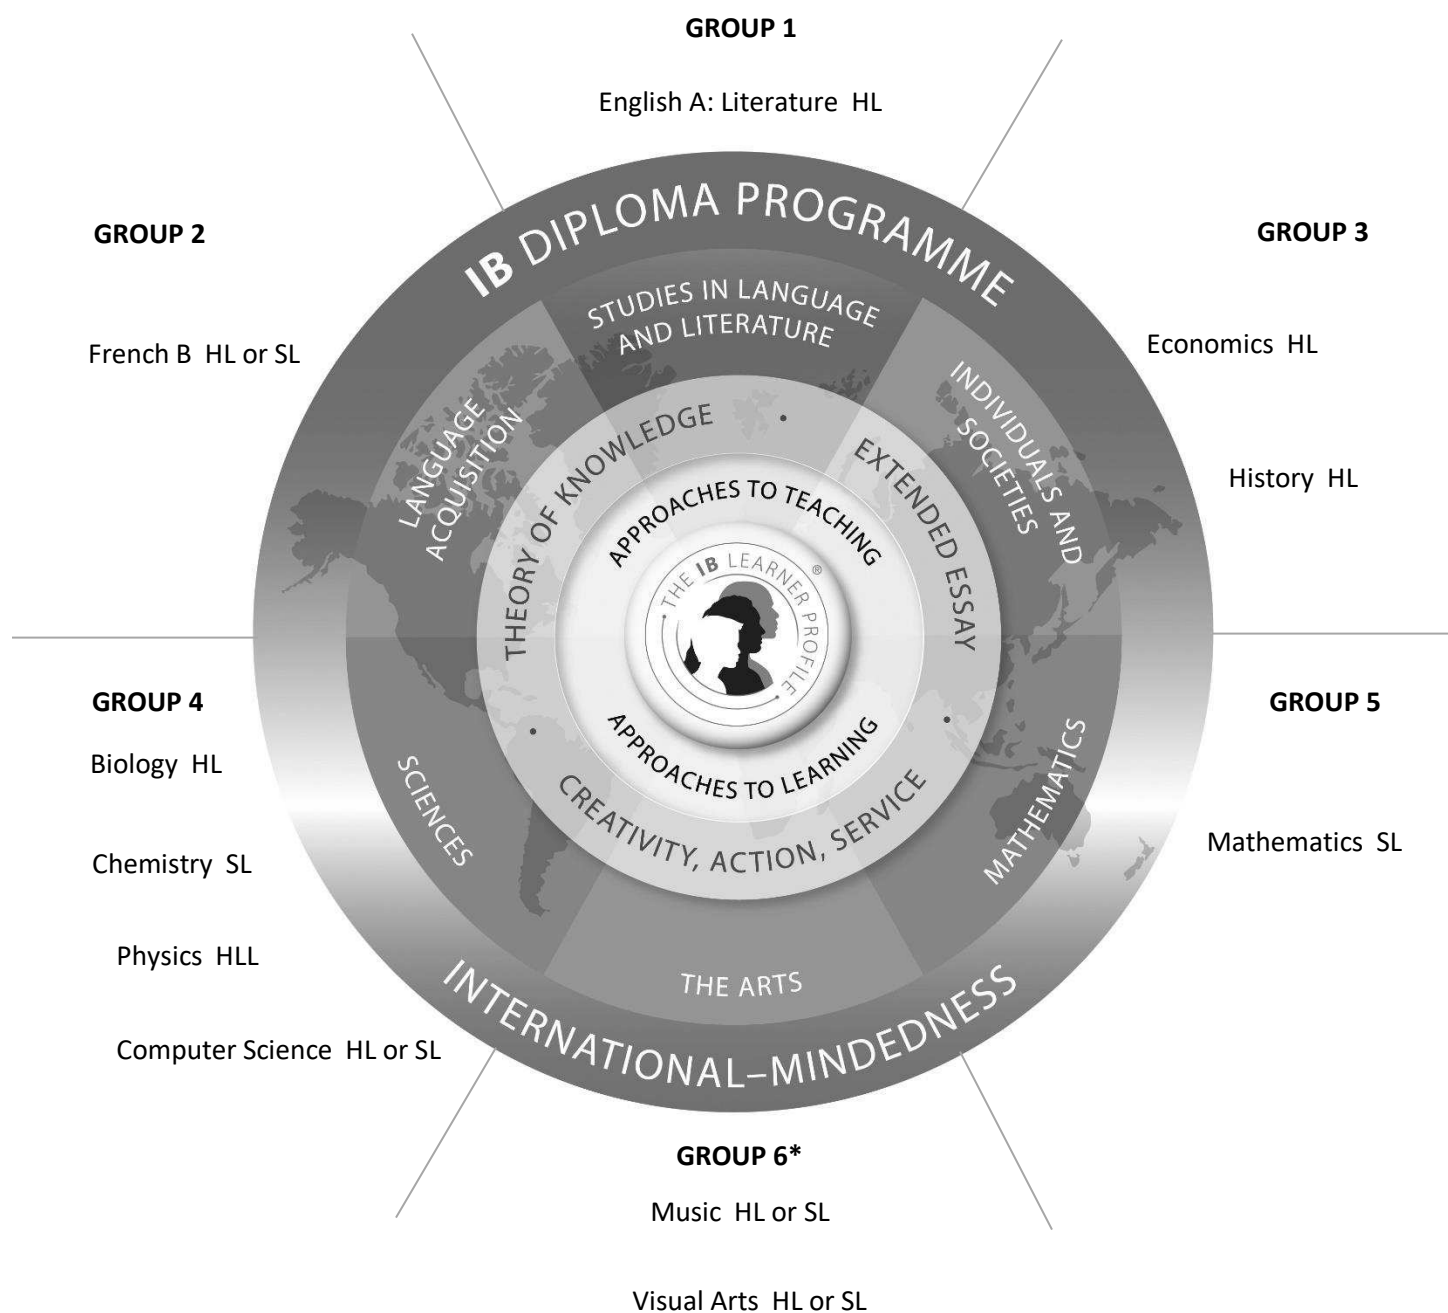 GROUP 1
English A: Literature  HL
GROUP 2
French B  HL or SL
GROUP 3
Economics  HL
History  HL
IB DIPLOMA PROGRAMME
STUDIES IN LANGUAGE
AND LITERATURE
LANGUAGE
ACQUISITION
INDIVIDUALS AND
SOCIETIES
THEORY OF KNOWLEDGE
EXTENDED ESSAY
APPROACHES TO TEACHING
THE IB LEARNER PROFILE ®
APPROACHES TO LEARNING
CREATIVITY, ACTION, SERVICE
SCIENCES
MATHEMATICS
THE ARTS
INTERNATIONAL–MINDEDNESS
GROUP 4
Biology  HL
Chemistry  SL
Physics  HLL
Computer Science  HL or SL
GROUP 5
Mathematics  SL
GROUP 6*
Music  HL or SL
Visual Arts  HL or SL